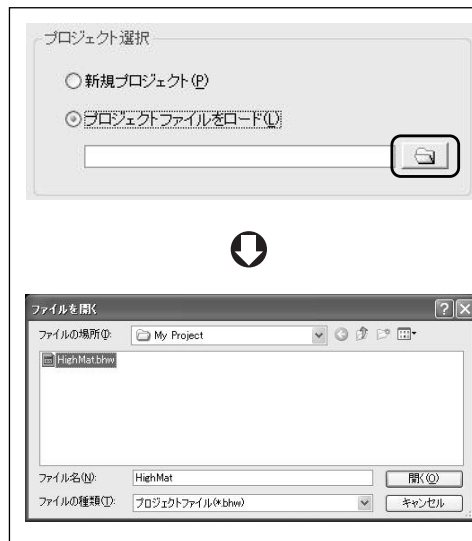 プロジェクト選択
新規プロジェクト(P)
プロジェクトファイルをロード(L)
ファイルを開く
ファイルの場所(I):
My Project
HighMat.bhw
ファイル名(N):
HighMat
開く(O)
ファイルの種類(T):
プロジェクトファイル(*.bhw)
キャンセル